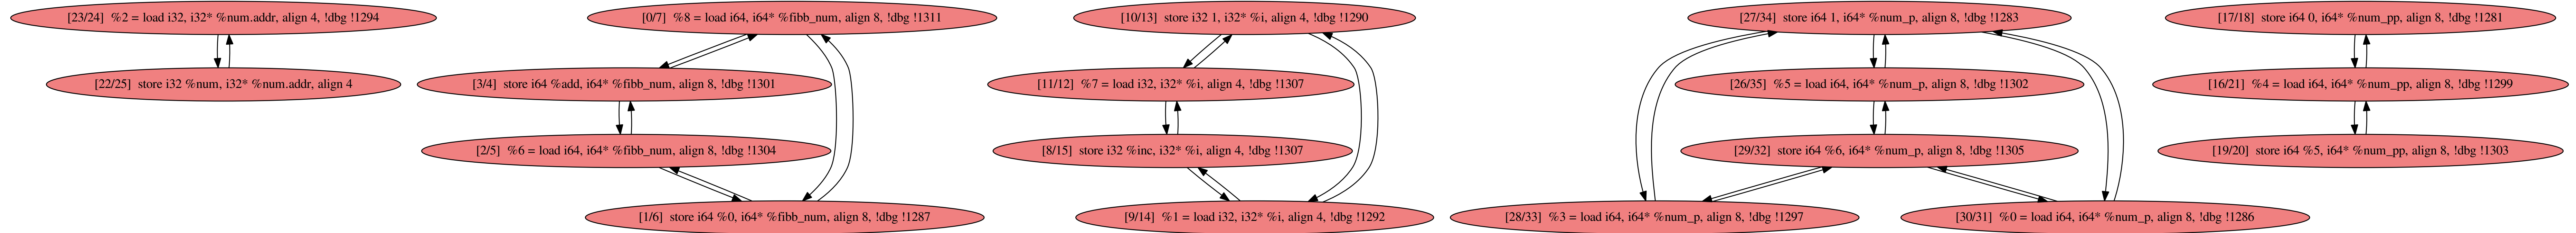 [23/24] %2 = load i32, i32* %num.addr, align 4, !dbg !1294
[0/7] %8 = load i64, i64* %fibb_num, align 8, !dbg !1311
[10/13] store i32 1, i32* %i, align 4, !dbg !1290
[27/34] store i64 1, i64* %num_p, align 8, !dbg !1283
[17/18] store i64 0, i64* %num_pp, align 8, !dbg !1281
[22/25] store i32 %num, i32* %num.addr, align 4
[3/4] store i64 %add, i64* %fibb_num, align 8, !dbg !1301
[11/12] %7 = load i32, i32* %i, align 4, !dbg !1307
[26/35] %5 = load i64, i64* %num_p, align 8, !dbg !1302
[16/21] %4 = load i64, i64* %num_pp, align 8, !dbg !1299
[2/5] %6 = load i64, i64* %fibb_num, align 8, !dbg !1304
[8/15] store i32 %inc, i32* %i, align 4, !dbg !1307
[29/32] store i64 %6, i64* %num_p, align 8, !dbg !1305
[19/20] store i64 %5, i64* %num_pp, align 8, !dbg !1303
[1/6] store i64 %0, i64* %fibb_num, align 8, !dbg !1287
[9/14] %1 = load i32, i32* %i, align 4, !dbg !1292
[28/33] %3 = load i64, i64* %num_p, align 8, !dbg !1297
[30/31] %0 = load i64, i64* %num_p, align 8, !dbg !1286